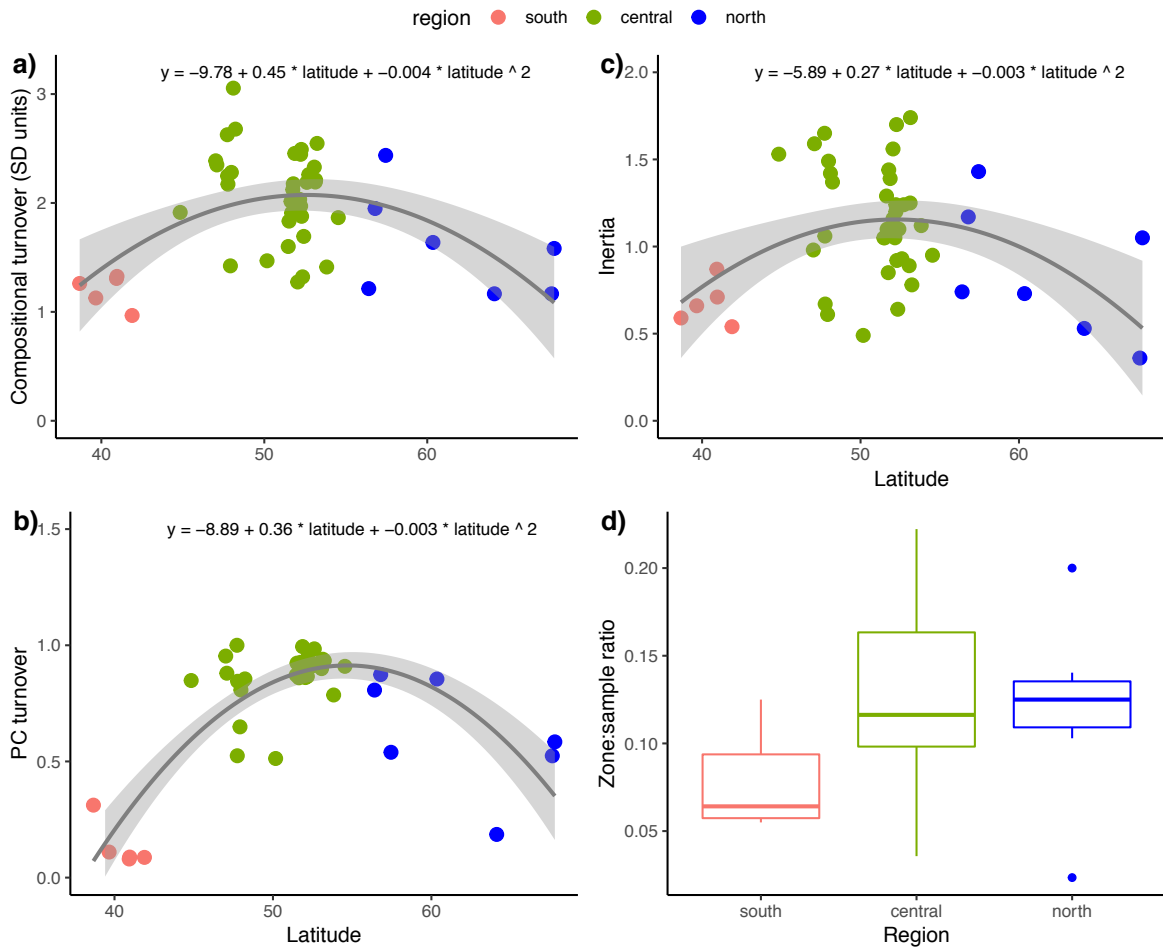 region south central north
a)
y = −9.78 + 0.45 * latitude + −0.004 * latitude ^ 2
Compositional turnover (SD units)
3
2
1
0
40 50 60
c)
y = −5.89 + 0.27 * latitude + −0.003 * latitude ^ 2
Inertia
2.0
1.5
1.0
0.5
0.0
40 50 60
Latitude
b)
y = −8.89 + 0.36 * latitude + −0.003 * latitude ^ 2
PC turnover
1.5
1.0
0.5
0.0
40 50 60
Latitude
d)
Zone:sample ratio
0.20
0.15
0.10
0.05
south central north
Region